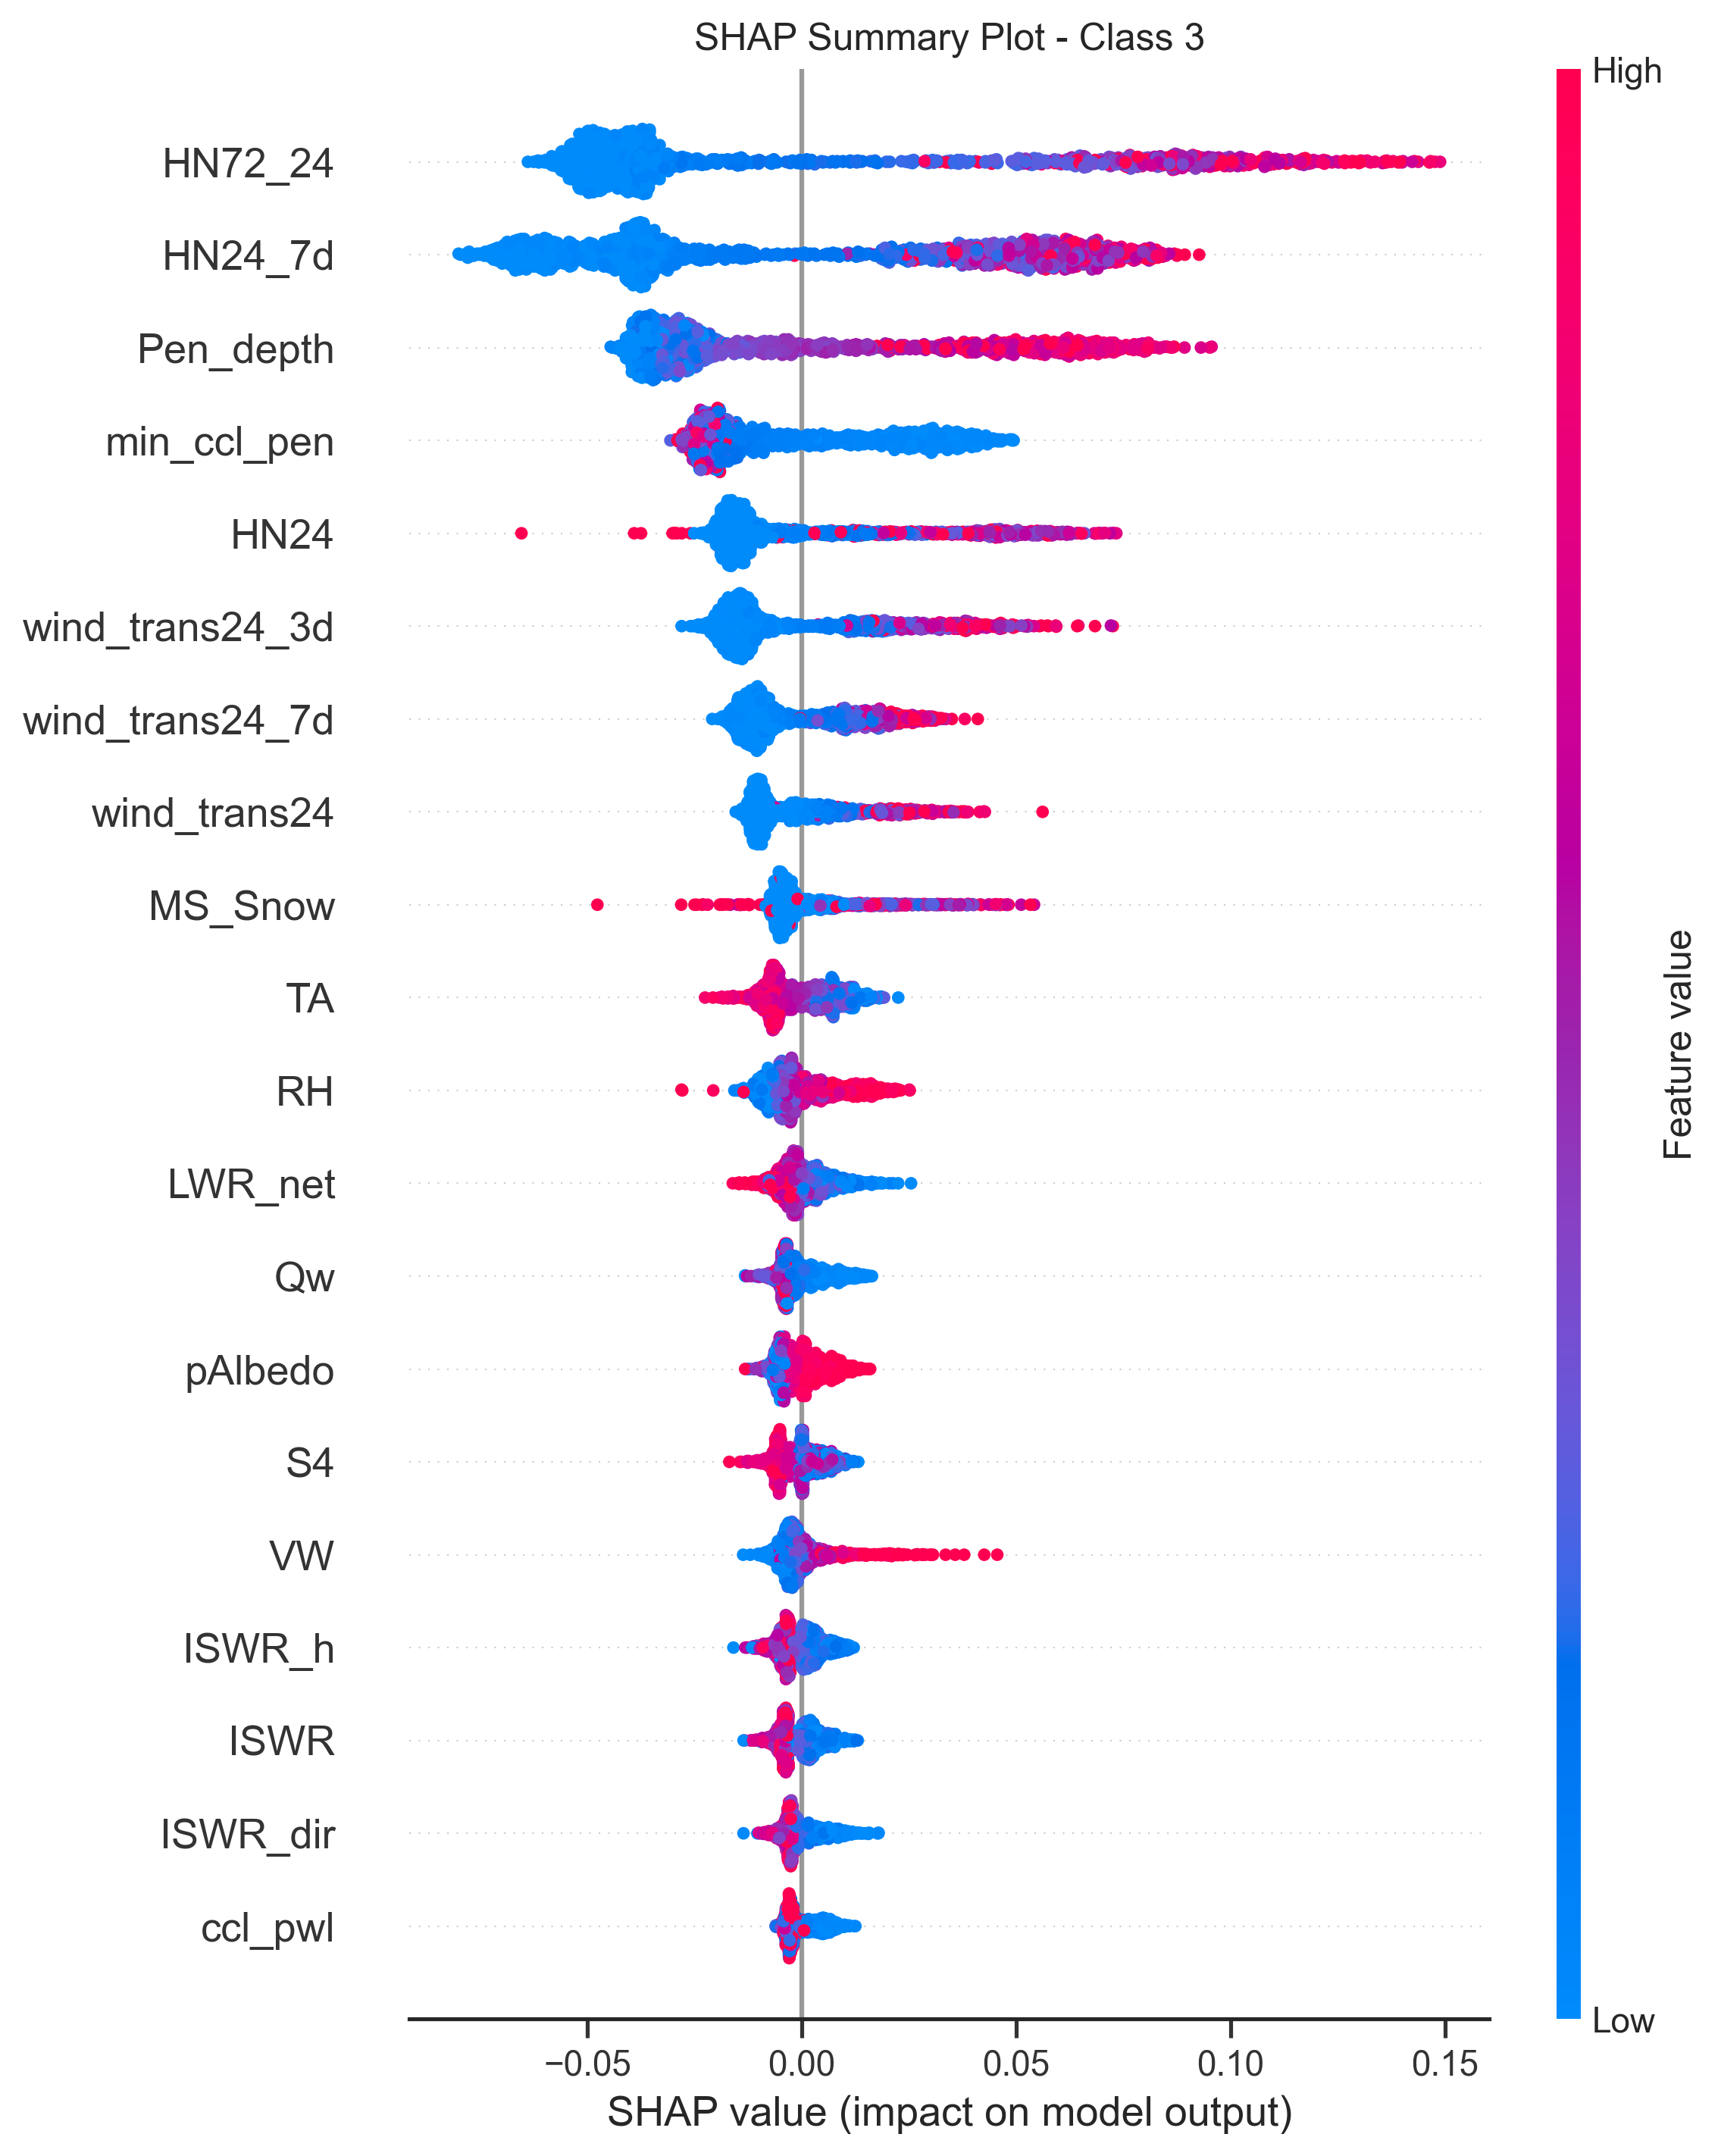 SHAP Summary Plot - Class 3
High
HN72_24
HN24_7d
Pen_depth
min_ccl_pen
HN24
wind_trans24_3d
wind_trans24_7d
wind_trans24
MS_Snow
TA
RH
LWR_net
Qw
pAlbedo
S4
VW
ISWR_h
ISWR
ISWR_dir
ccl_pwl
Feature value
Low
−0.05 0.00 0.05 0.10 0.15
SHAP value (impact on model output)